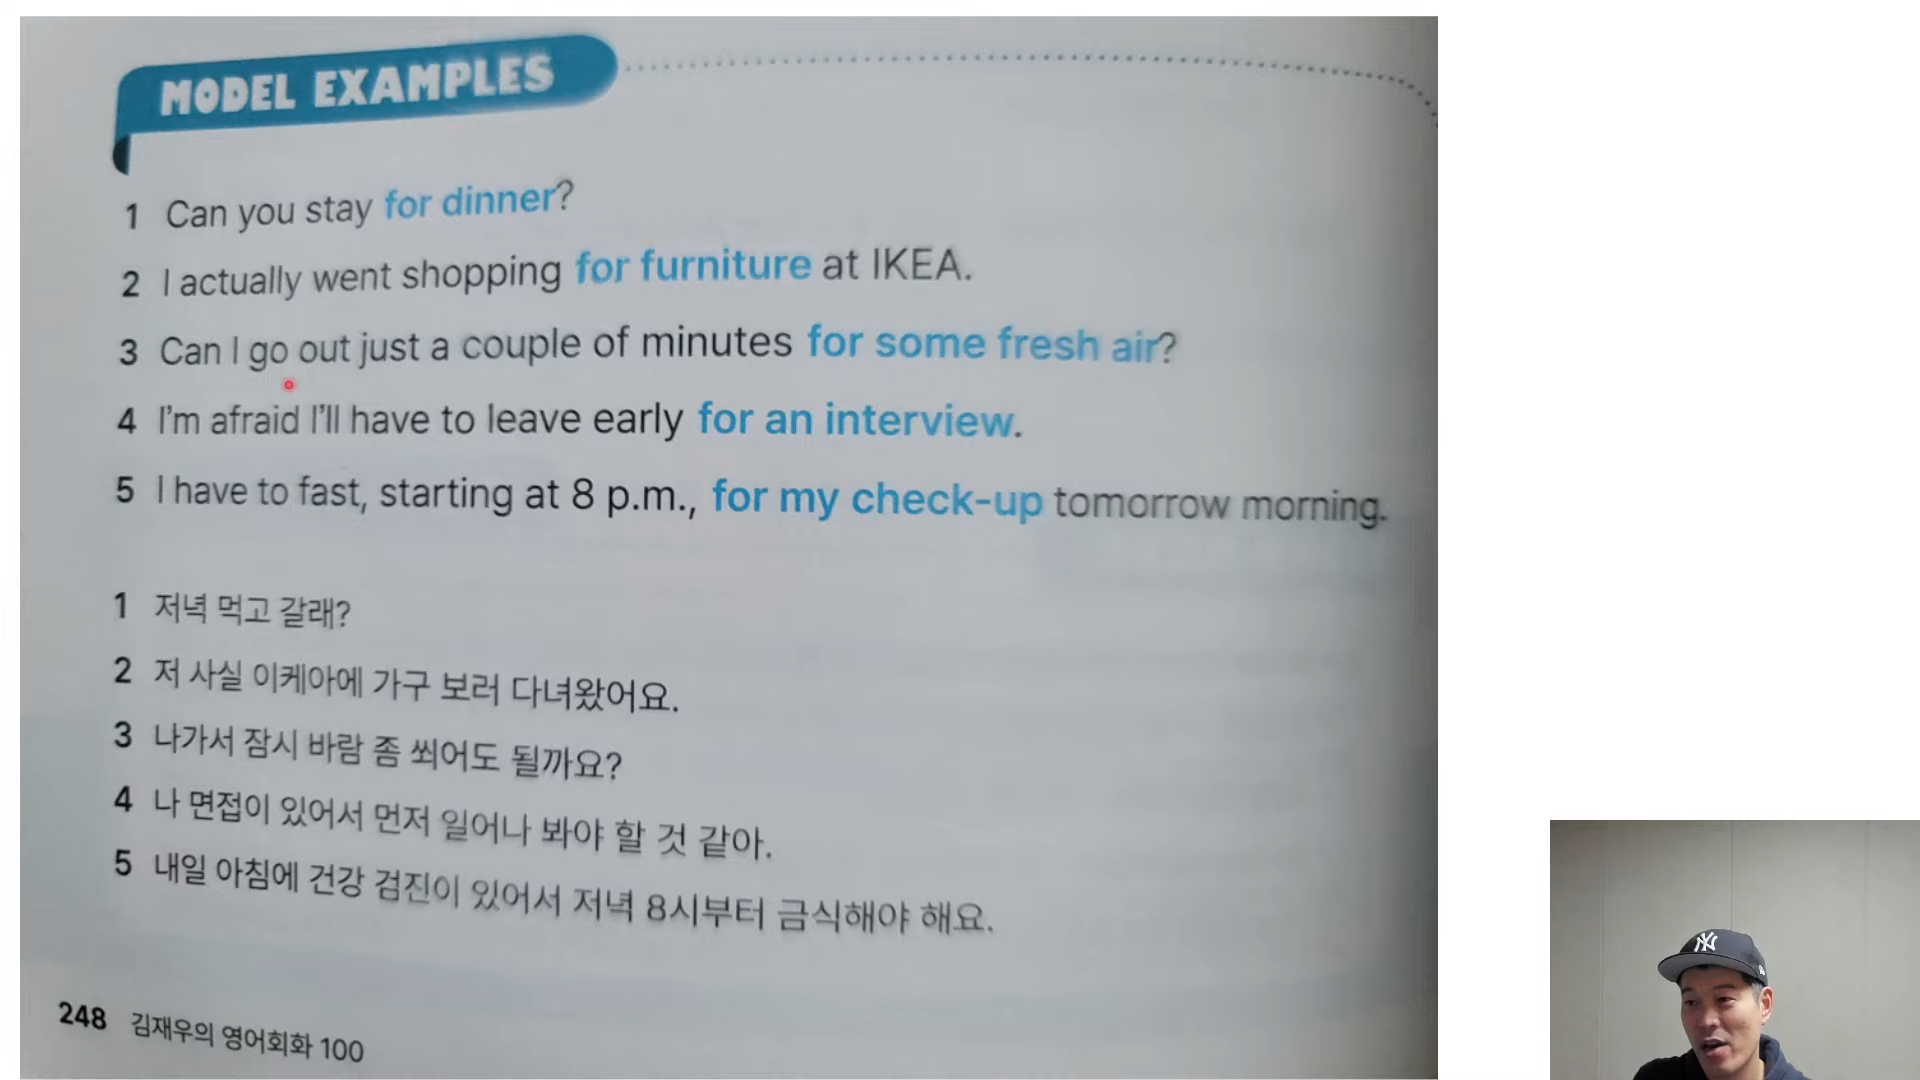 MODEL EXAMPLES
1 Can you stay for dinner?
2 I actually went shopping for furniture at IKEA.
3 Can I go out just a couple of minutes for some fresh air?
4 I'm afraid I'll have to leave early for an interview.
5 I have to fast, starting at 8 p.m., for my check-up tomorrow morning.
1 저녁 먹고 갈래?
2 저 사실 이케아에 가구 보러 다녀왔어요.
3 나가서 잠시 바람 좀 쐬어도 될까요?
4 나 면접이 있어서 먼저 일어나 봐야 할 것 같아.
5 내일 아침에 건강 검진이 있어서 저녁 8시부터 금식해야 해요.
248 김재우의 영어회화 100
NY